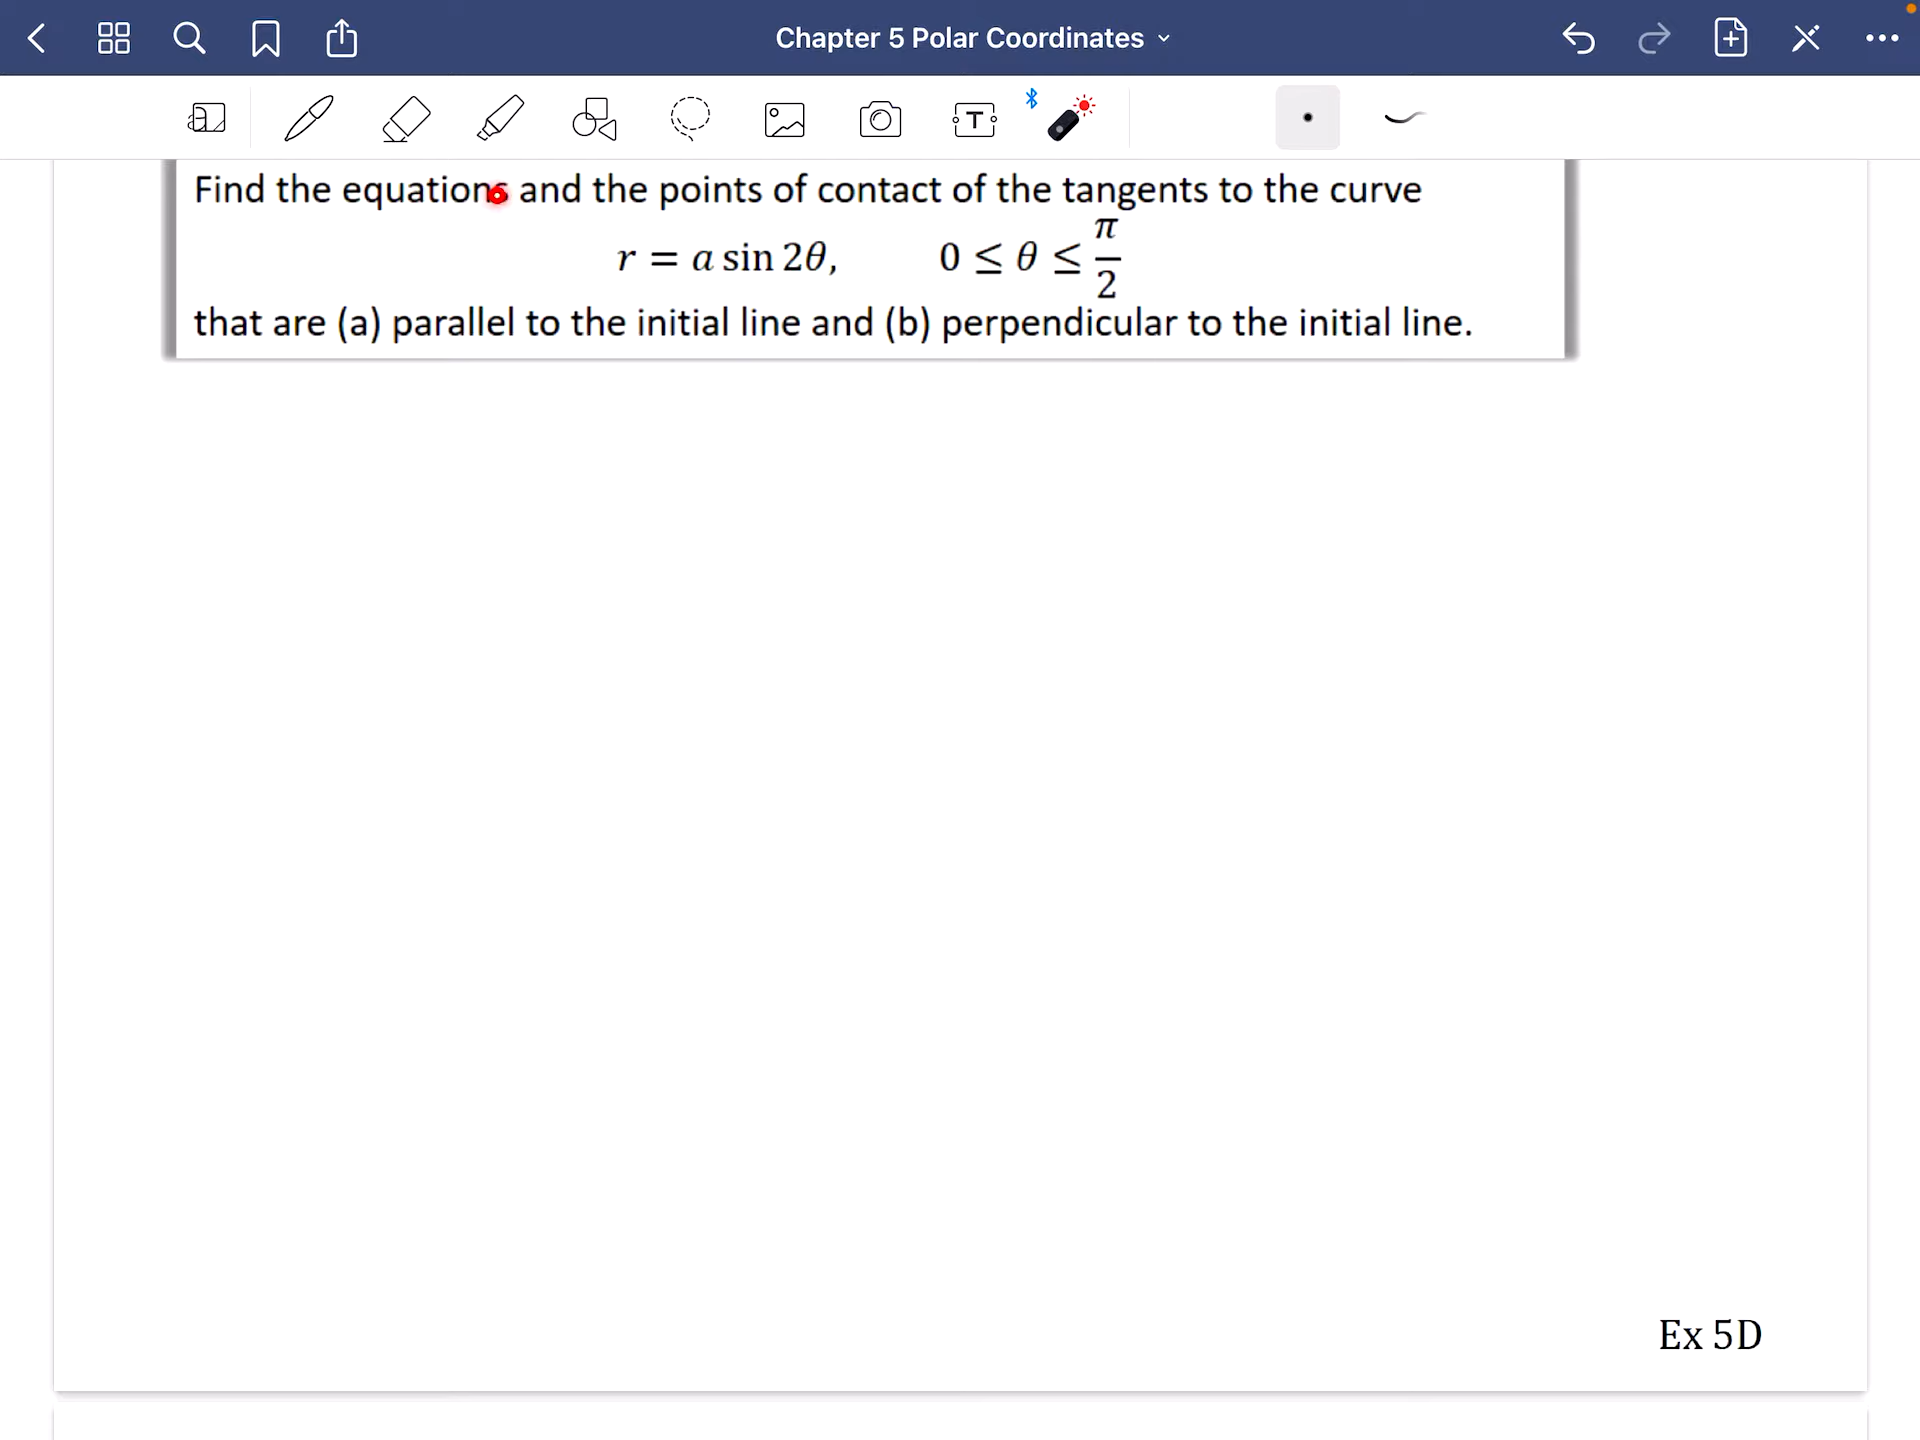 Chapter 5 Polar Coordinates
Find the equations and the points of contact of the tangents to the curve
r = a sin 2θ, 0 ≤ θ ≤ π/2
that are (a) parallel to the initial line and (b) perpendicular to the initial line.
Ex 5D